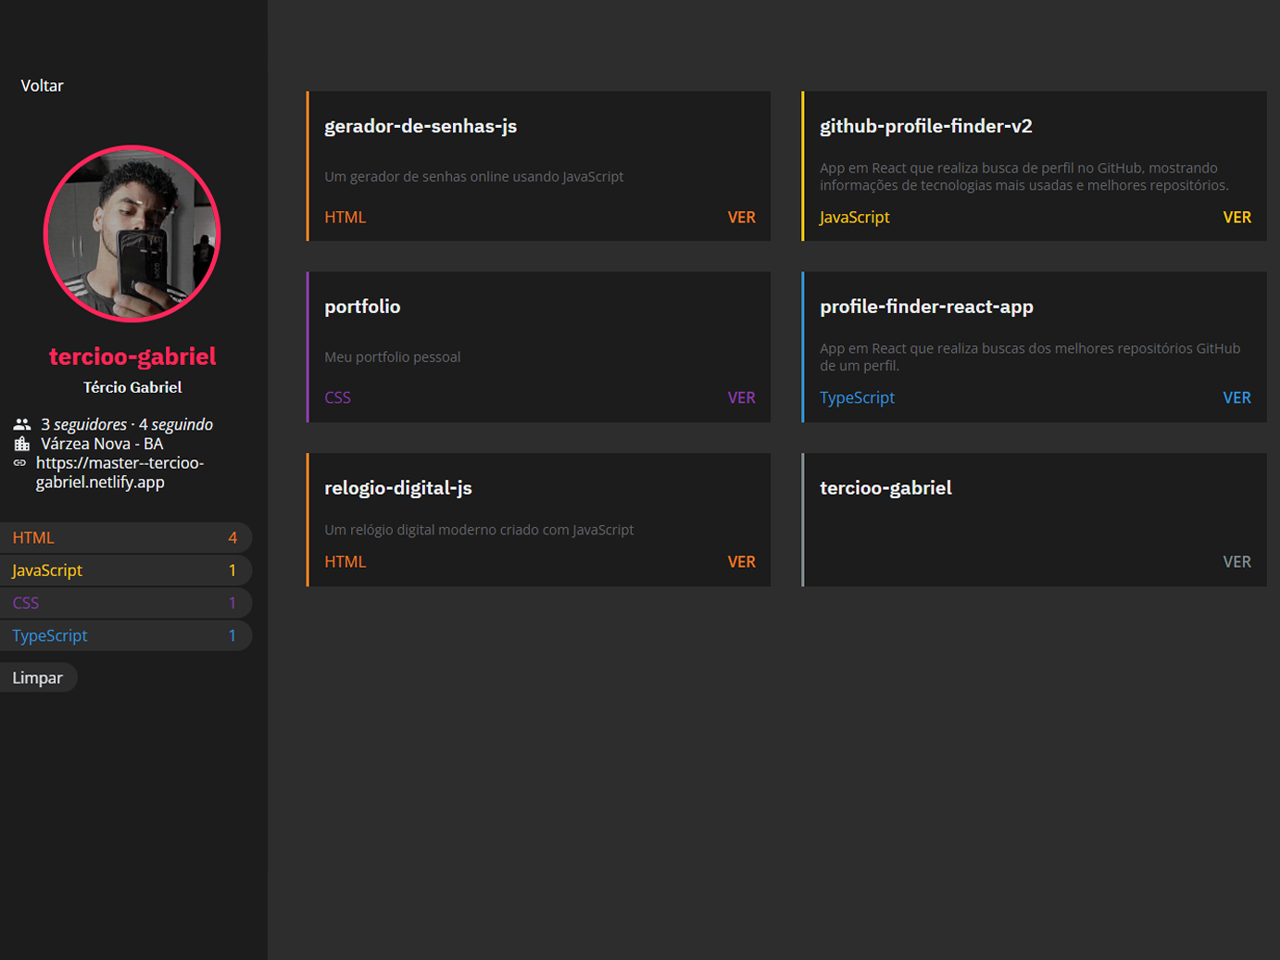 Voltar
tercioo-gabriel
Tércio Gabriel
3 seguidores · 4 seguindo
Várzea Nova - BA
https://master--tercioo-
gabriel.netlify.app
HTML 4
JavaScript 1
CSS 1
TypeScript 1
Limpar
gerador-de-senhas-js
Um gerador de senhas online usando JavaScript
HTML VER
github-profile-finder-v2
App em React que realiza busca de perfil no GitHub, mostrando
informações de tecnologias mais usadas e melhores repositórios.
JavaScript VER
portfolio
Meu portfolio pessoal
CSS VER
profile-finder-react-app
App em React que realiza buscas dos melhores repositórios GitHub
de um perfil.
TypeScript VER
relogio-digital-js
Um relógio digital moderno criado com JavaScript
HTML VER
tercioo-gabriel
VER